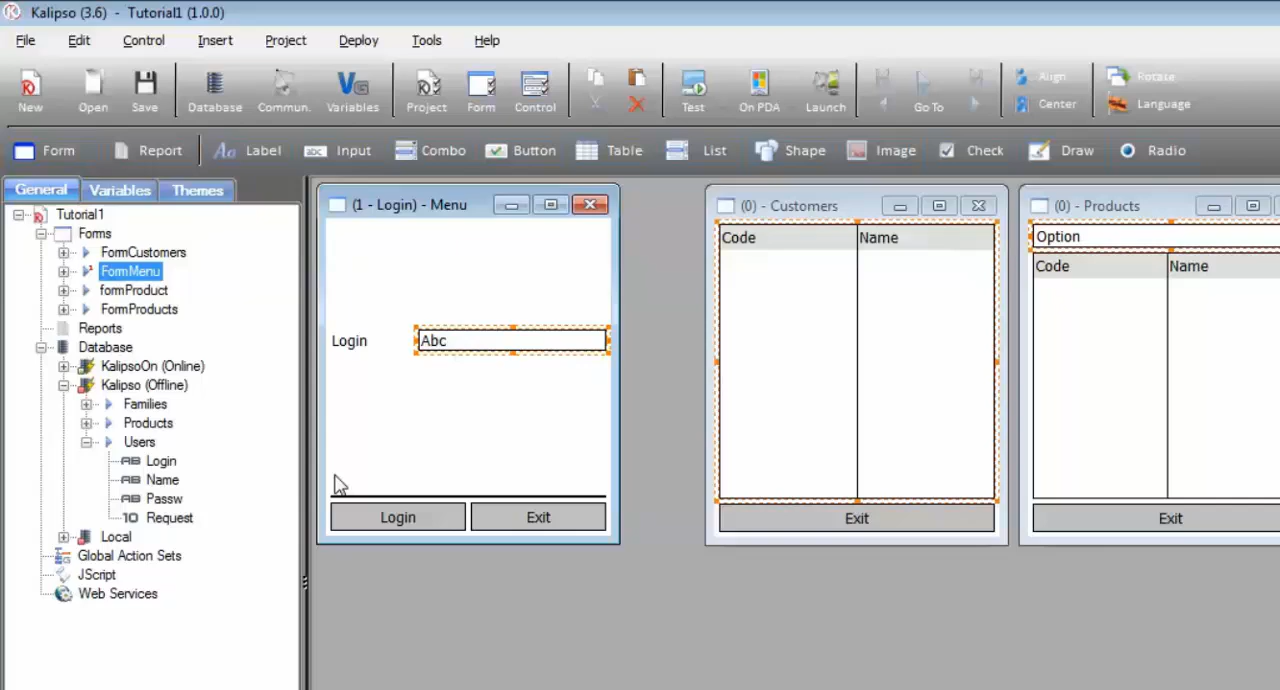 Kalipso (3.6) - Tutorial1 (1.0.0)
File Edit Control Insert Project Deploy Tools Help
New Open Save Database Commun. Variables Project Form Control Test On PDA Launch Go To Align Center Rotate Language
Form Report Label Input Combo Button Table List Shape Image Check Draw Radio
General Variables Themes
Tutorial1
Forms
FormCustomers
FormMenu
formProduct
FormProducts
Reports
Database
KalipsoOn (Online)
Kalipso (Offline)
Families
Products
Users
Login
Name
Passw
Request
Local
Global Action Sets
JScript
Web Services
(1 - Login) - Menu
Login Abc
Login Exit
(0) - Customers
Code Name
Exit
(0) - Products
Option
Code Name
Exit